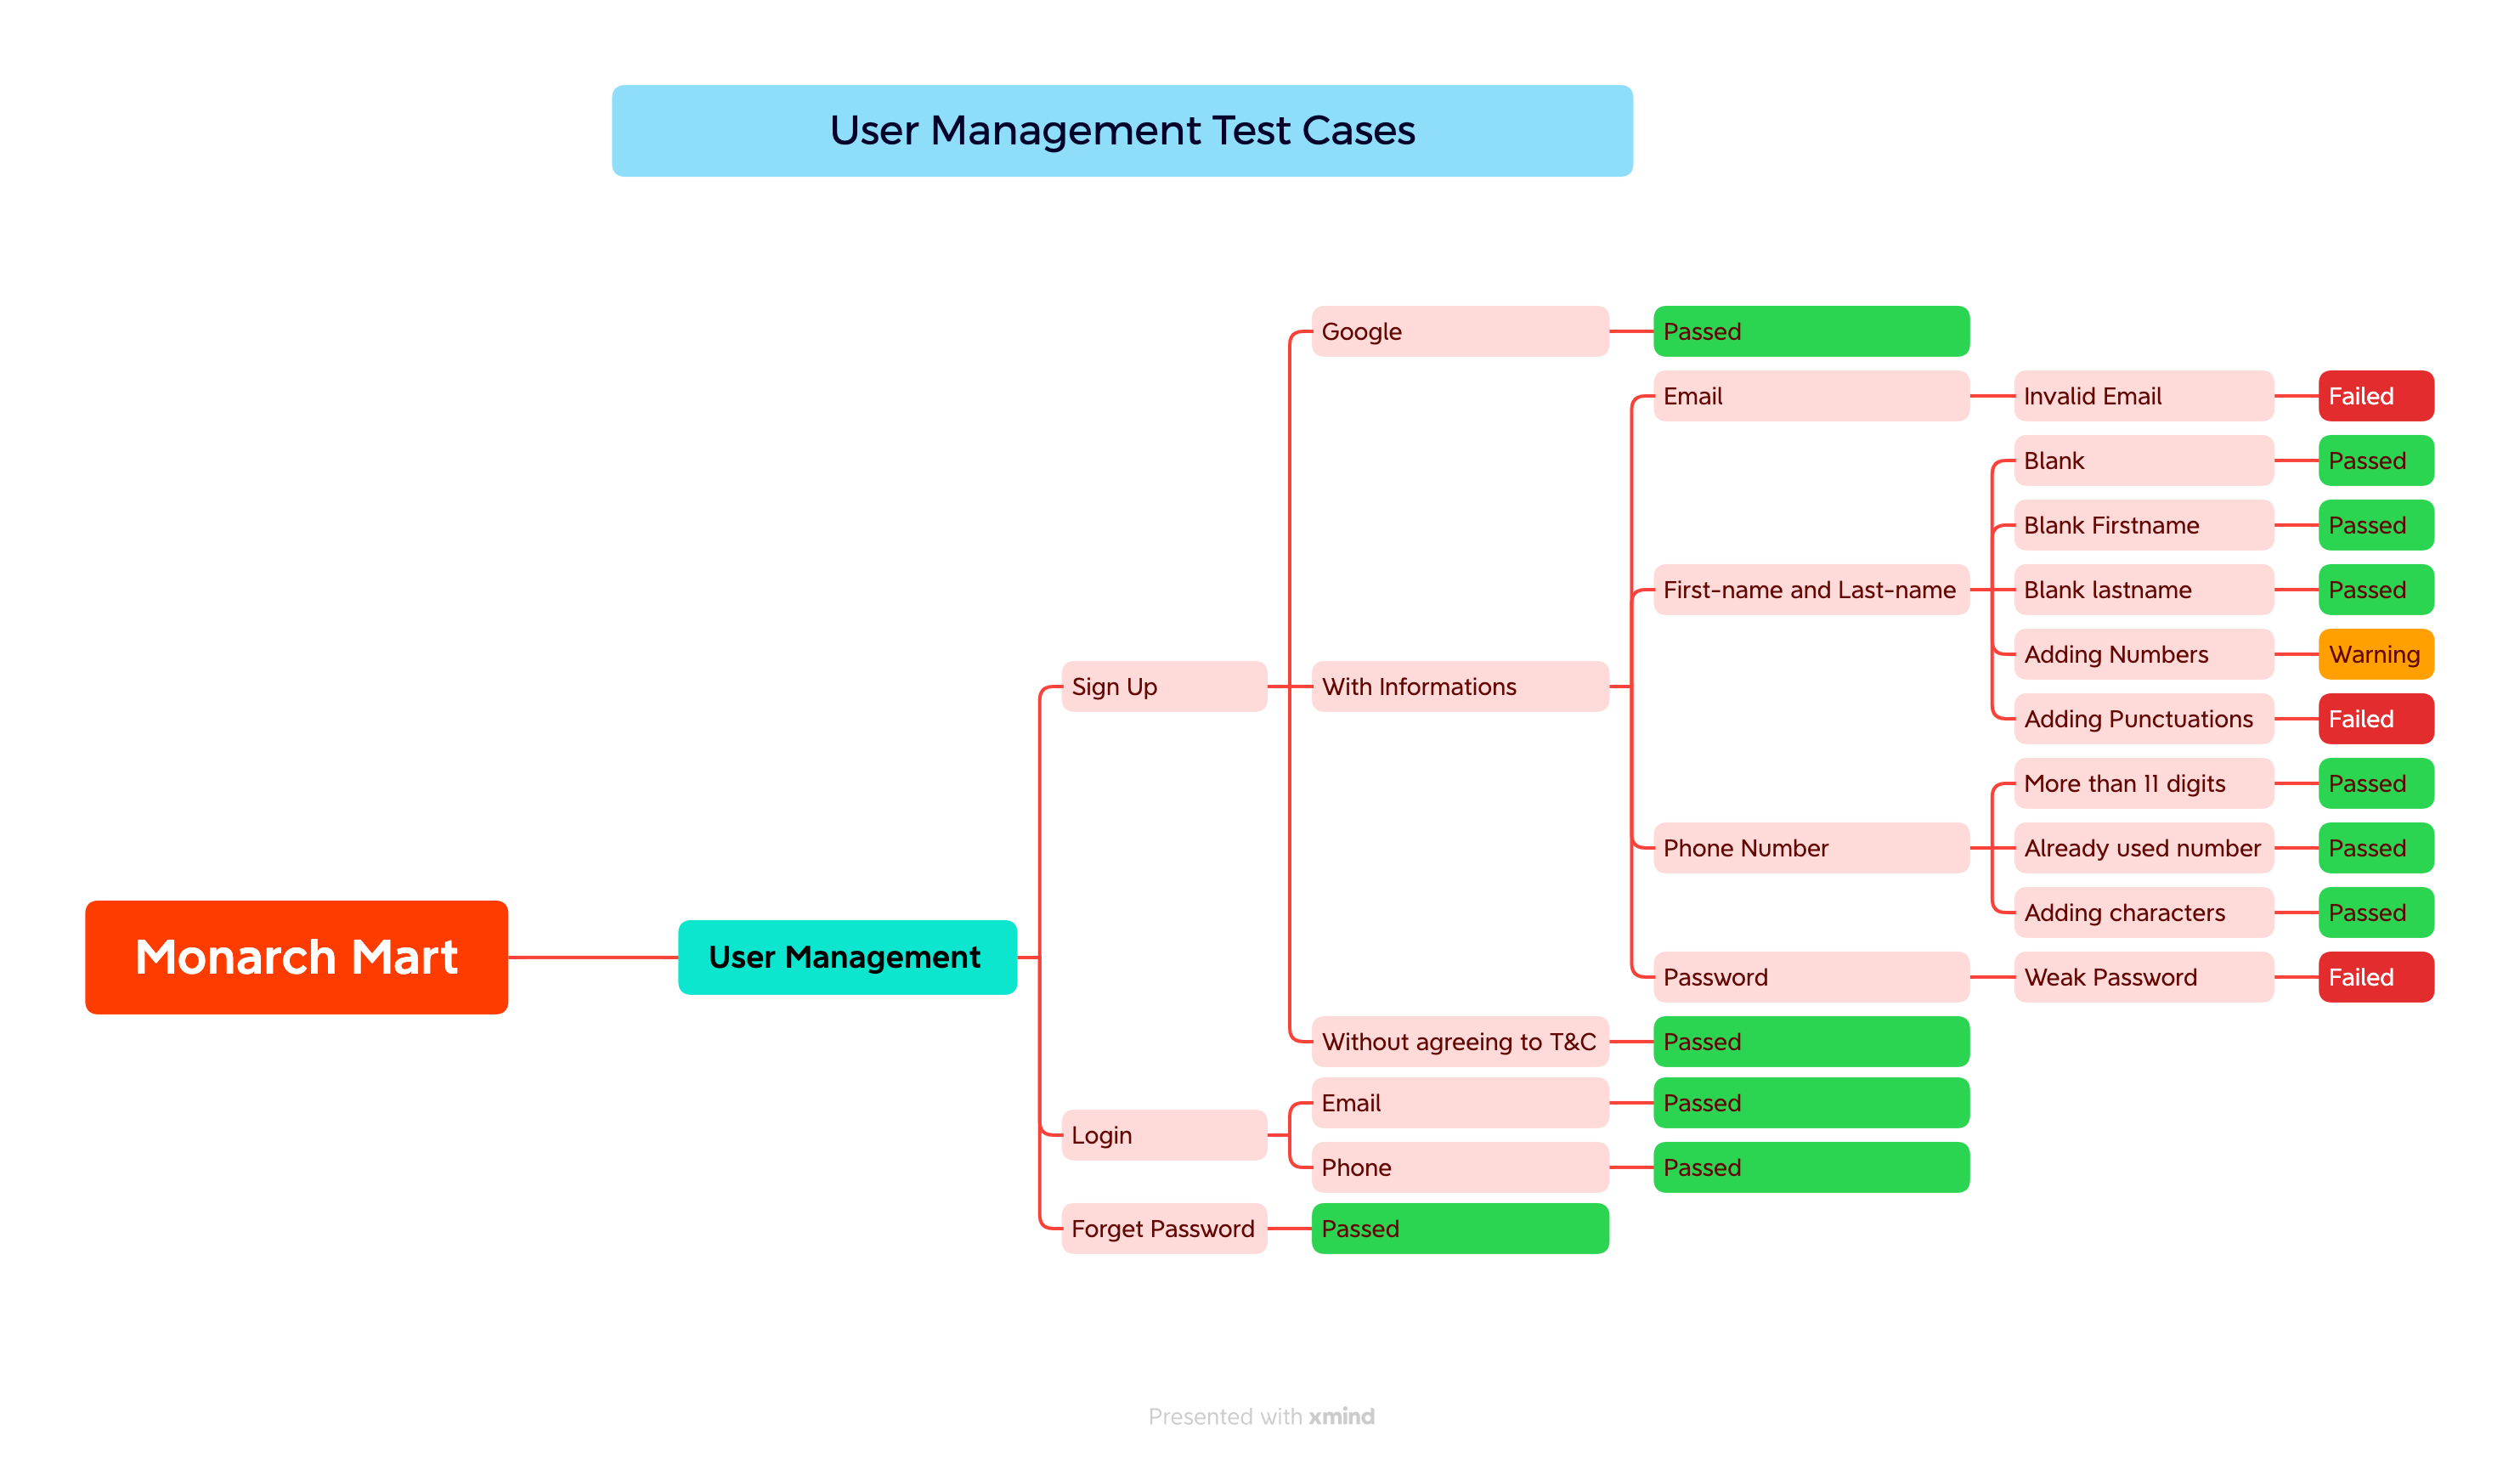 User Management Test Cases
Google
Passed
Email
Invalid Email
Failed
Blank
Passed
Blank Firstname
Passed
First-name and Last-name
Blank lastname
Passed
Adding Numbers
Warning
Sign Up
With Informations
Adding Punctuations
Failed
More than 11 digits
Passed
Phone Number
Already used number
Passed
Adding characters
Passed
Monarch Mart
User Management
Password
Weak Password
Failed
Without agreeing to T&C
Passed
Email
Passed
Login
Phone
Passed
Forget Password
Passed
Presented with xmind